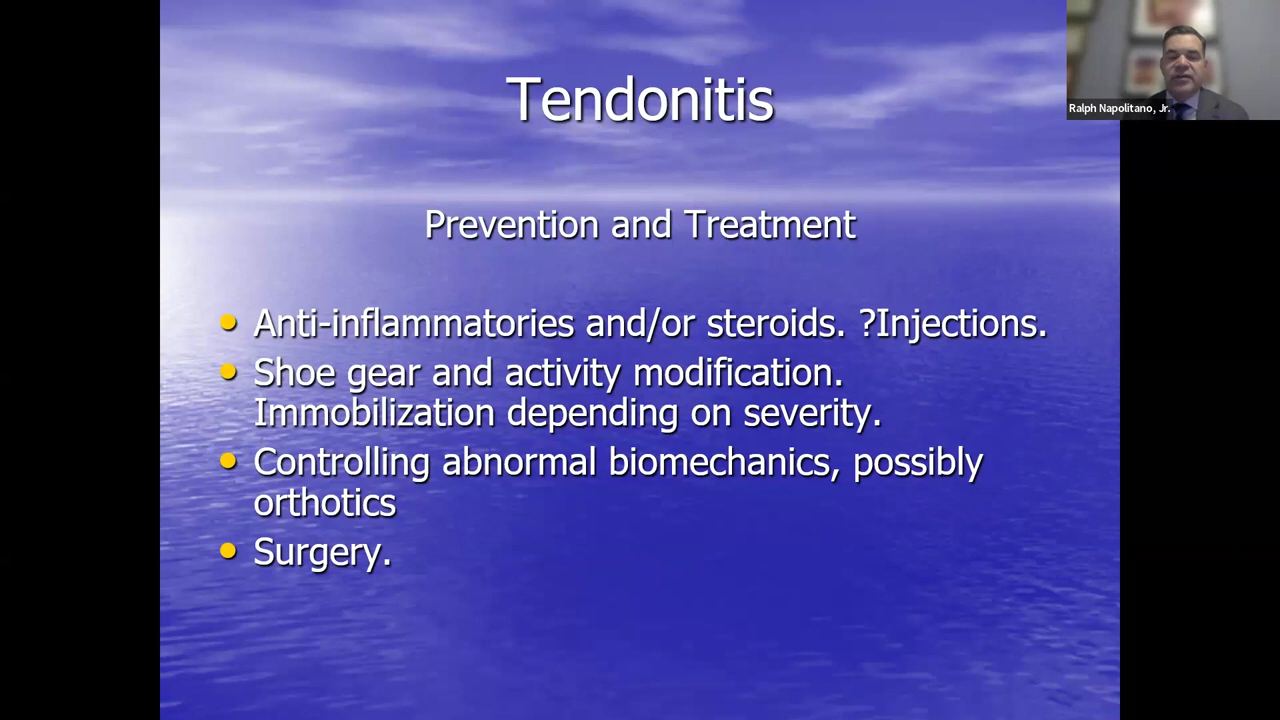 Tendonitis
Ralph Napolitano, Jr.
Prevention and Treatment
Anti-inflammatories and/or steroids. ?Injections.
Shoe gear and activity modification.
Immobilization depending on severity.
Controlling abnormal biomechanics, possibly
orthotics
Surgery.